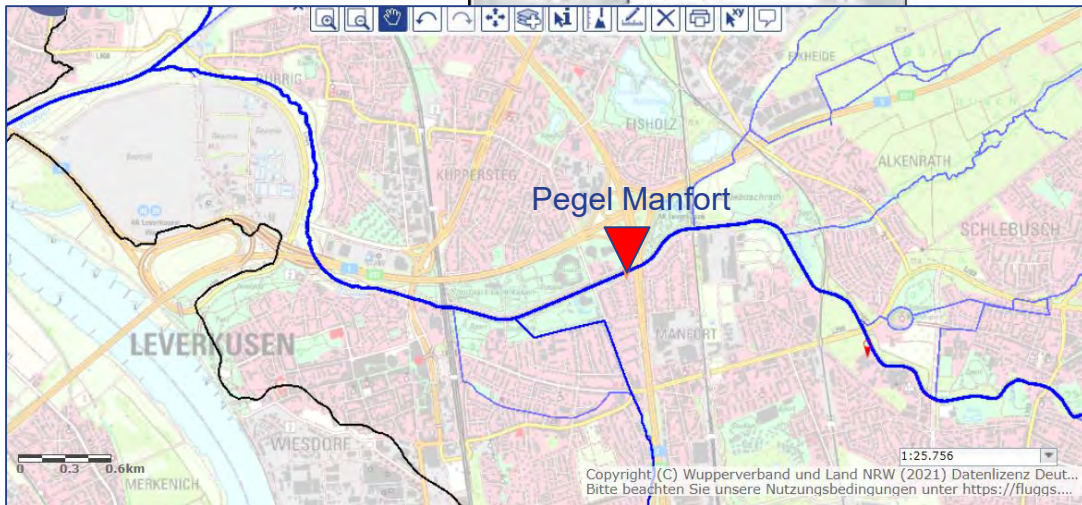 FIXHEIDE
BÜRRIG
EISHOLZ
KÜPPERSTEG
ALKENRATH
Pegel Manfort
SCHLEBUSCH
LEVERKUSEN
MANFORT
WIESDORF
0 0.3 0.6km
MERKENICH
1:25.756
Copyright (C) Wupperverband und Land NRW (2021) Datenlizenz Deut...
Bitte beachten Sie unsere Nutzungsbedingungen unter https://fluggs....